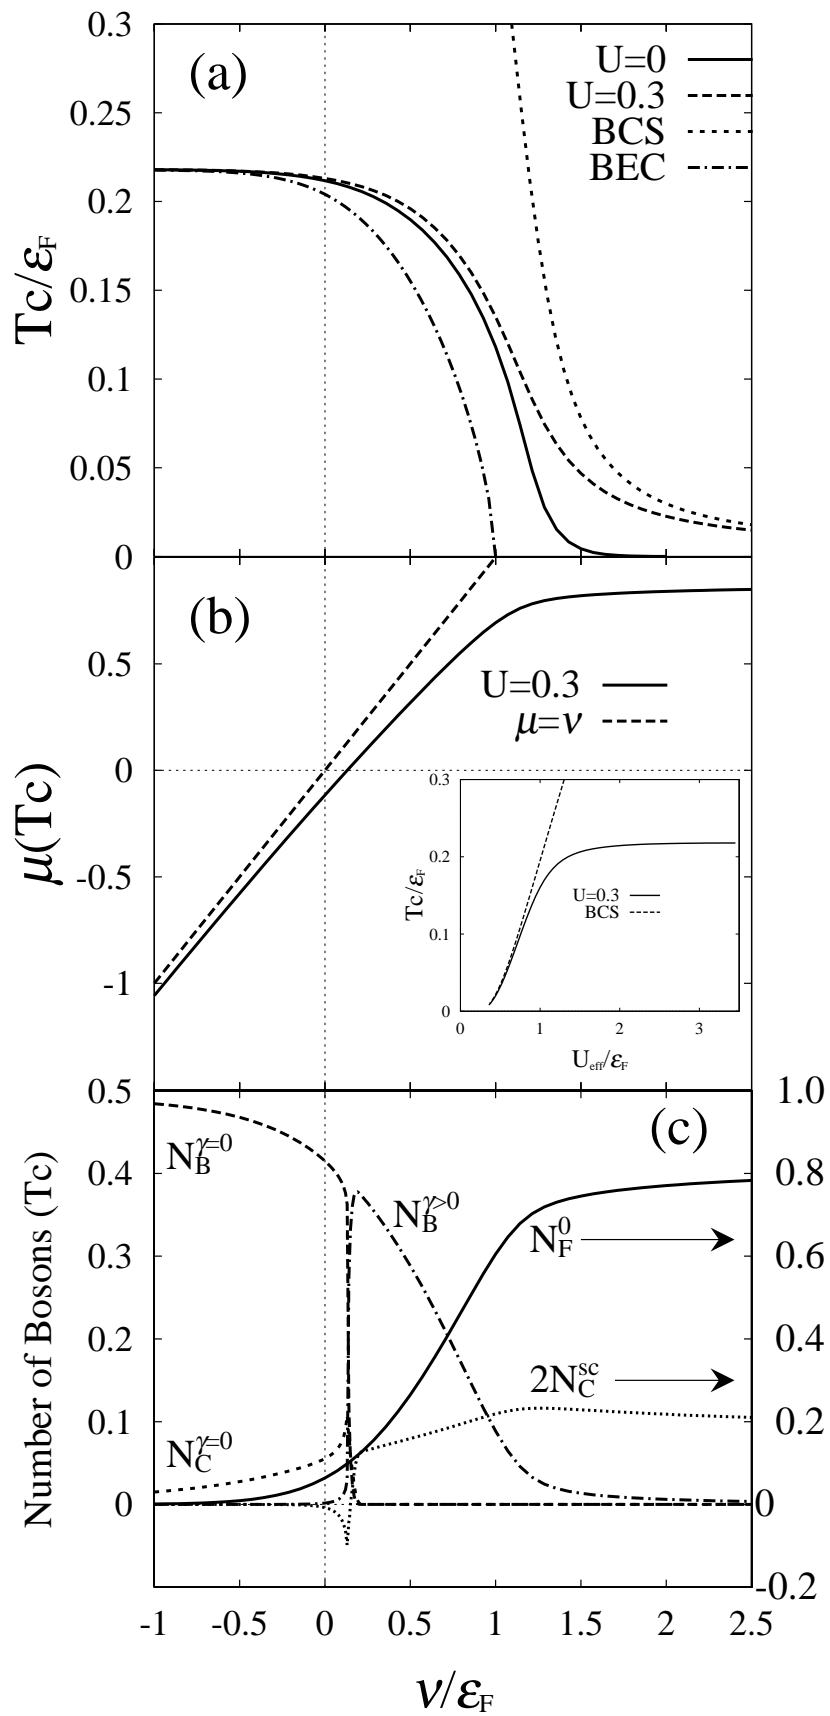 0.3
(a)
U=0
U=0.3
BCS
BEC
0.25
0.2
0.15
0.1
0.05
0
Tc/εF
(b)
0.5
0
-0.5
-1
μ(Tc)
U=0.3
μ=ν
0.3
0.2
0.1
0
Tc/εF
U=0.3
BCS
0 1 2 3
Ueff/εF
0.5
0.4
0.3
0.2
0.1
0
Number of Bosons (Tc)
(c)
1.0
0.8
0.6
0.4
0.2
0
-0.2
N_B^{γ=0}
N_B^{γ>0}
N_F^0
2N_C^{sc}
N_C^{γ=0}
-1 -0.5 0 0.5 1 1.5 2 2.5
ν/εF